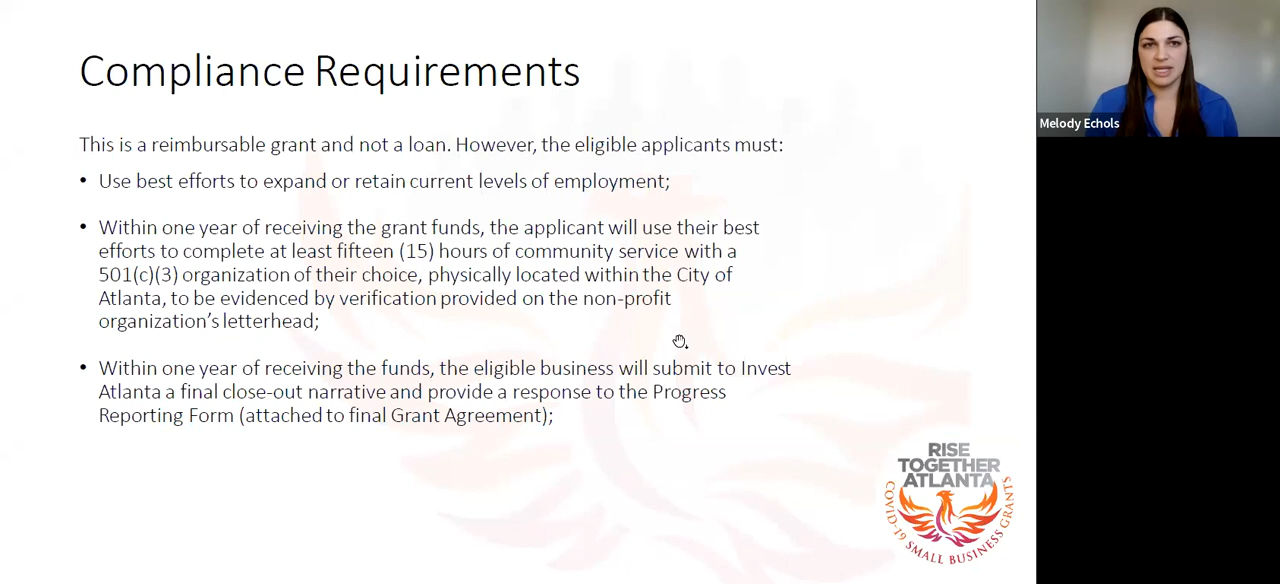 Compliance Requirements
This is a reimbursable grant and not a loan. However, the eligible applicants must:
• Use best efforts to expand or retain current levels of employment;
• Within one year of receiving the grant funds, the applicant will use their best
efforts to complete at least fifteen (15) hours of community service with a
501(c)(3) organization of their choice, physically located within the City of
Atlanta, to be evidenced by verification provided on the non-profit
organization's letterhead;
• Within one year of receiving the funds, the eligible business will submit to Invest
Atlanta a final close-out narrative and provide a response to the Progress
Reporting Form (attached to final Grant Agreement);
Melody Echols
RISE
TOGETHER
ATLANTA
COVID-19 SMALL BUSINESS GRANTS